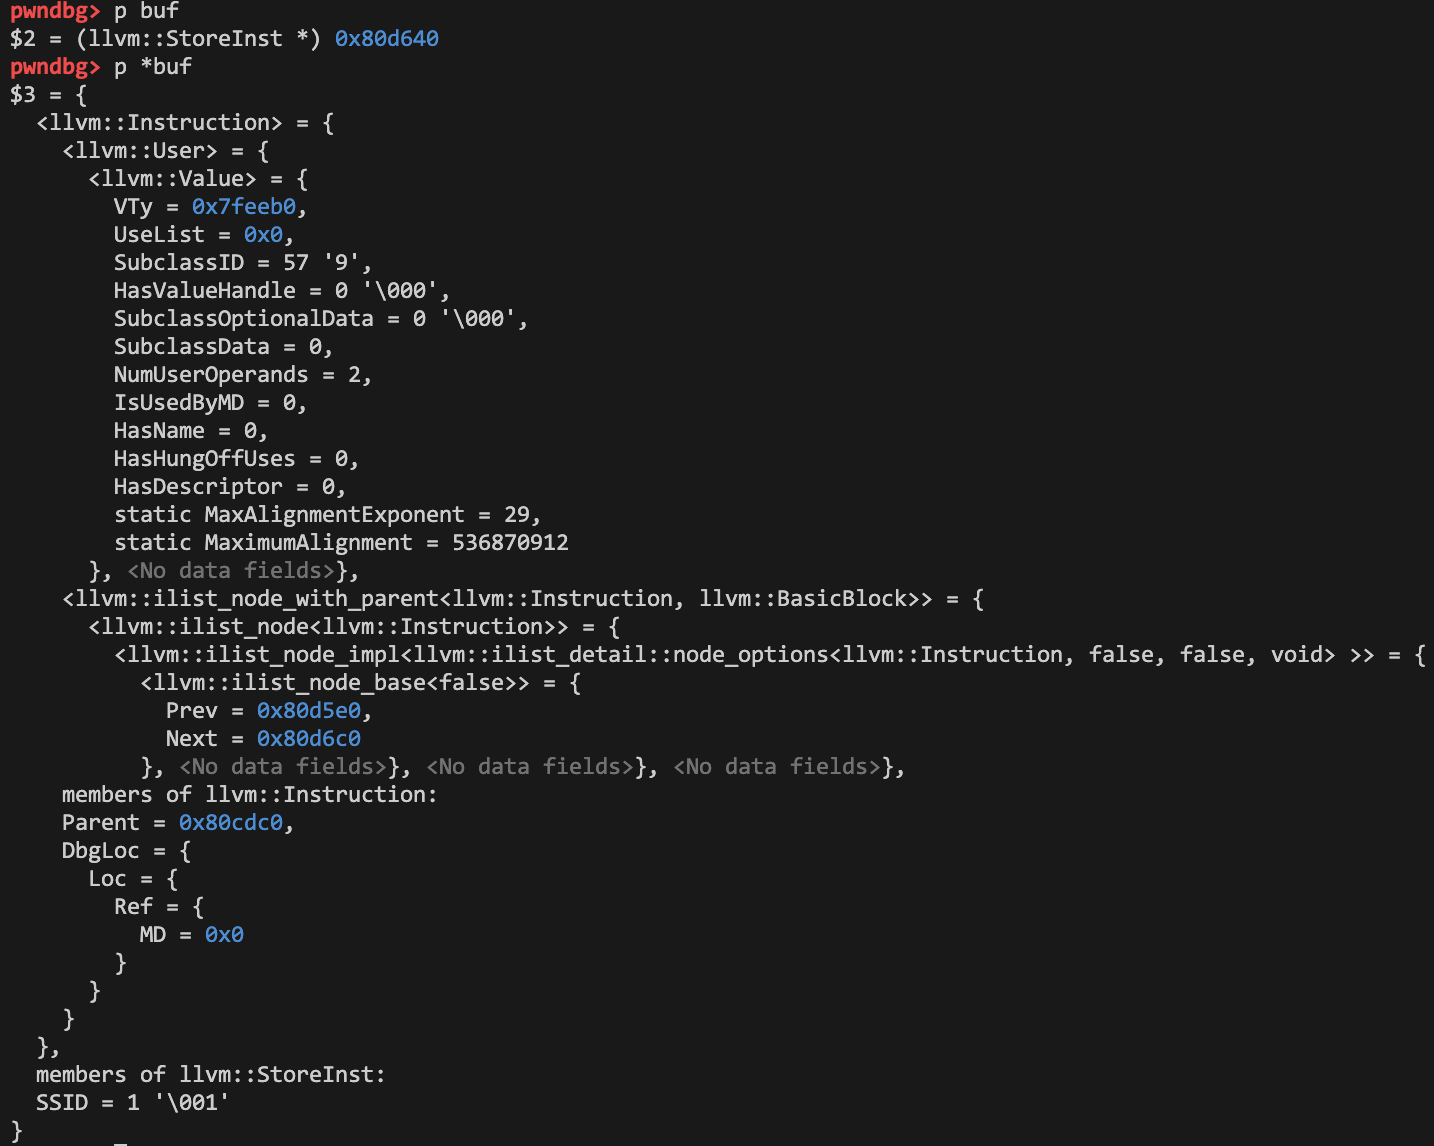 pwndbg> p buf
$2 = (llvm::StoreInst *) 0x80d640
pwndbg> p *buf
$3 = {
  <llvm::Instruction> = {
    <llvm::User> = {
      <llvm::Value> = {
        VTy = 0x7feeb0,
        UseList = 0x0,
        SubclassID = 57 '9',
        HasValueHandle = 0 '\000',
        SubclassOptionalData = 0 '\000',
        SubclassData = 0,
        NumUserOperands = 2,
        IsUsedByMD = 0,
        HasName = 0,
        HasHungOffUses = 0,
        HasDescriptor = 0,
        static MaxAlignmentExponent = 29,
        static MaximumAlignment = 536870912
      }, <No data fields>},
    <llvm::ilist_node_with_parent<llvm::Instruction, llvm::BasicBlock>> = {
      <llvm::ilist_node<llvm::Instruction>> = {
        <llvm::ilist_node_impl<llvm::ilist_detail::node_options<llvm::Instruction, false, false, void> >> = {
          <llvm::ilist_node_base<false>> = {
            Prev = 0x80d5e0,
            Next = 0x80d6c0
          }, <No data fields>}, <No data fields>}, <No data fields>},
    members of llvm::Instruction:
    Parent = 0x80cdc0,
    DbgLoc = {
      Loc = {
        Ref = {
          MD = 0x0
        }
      }
    }
  },
  members of llvm::StoreInst:
  SSID = 1 '\001'
}